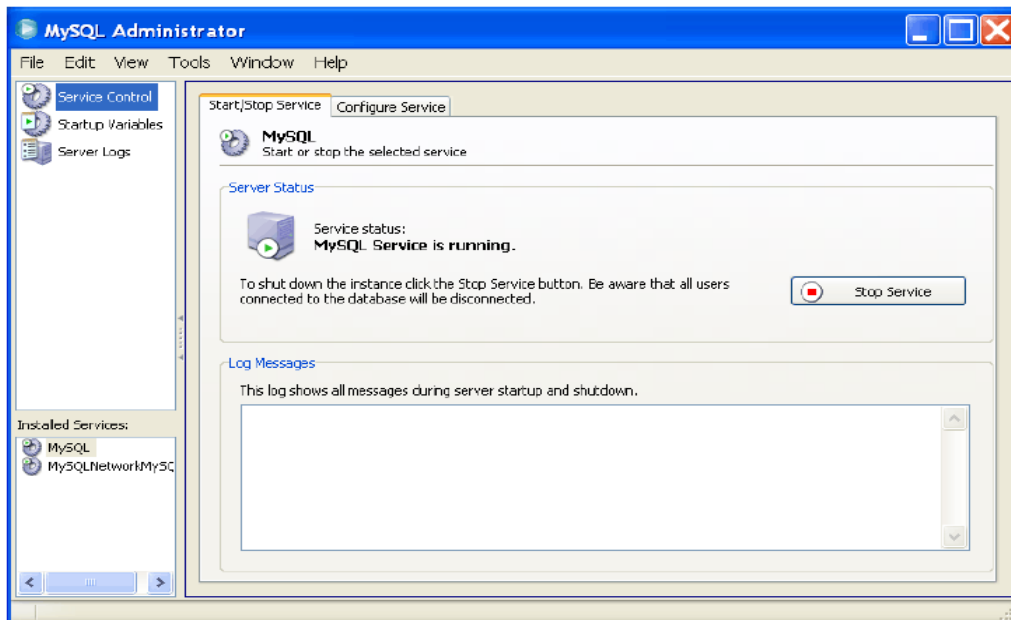 MySQL Administrator
File Edit View Tools Window Help
Service Control
Startup Variables
Server Logs
Installed Services:
MySQL
MySQLNetworkMySQ
Start/Stop Service
Configure Service
MySQL
Start or stop the selected service
Server Status
Service status:
MySQL Service is running.
To shut down the instance click the Stop Service button. Be aware that all users
connected to the database will be disconnected.
Stop Service
Log Messages
This log shows all messages during server startup and shutdown.